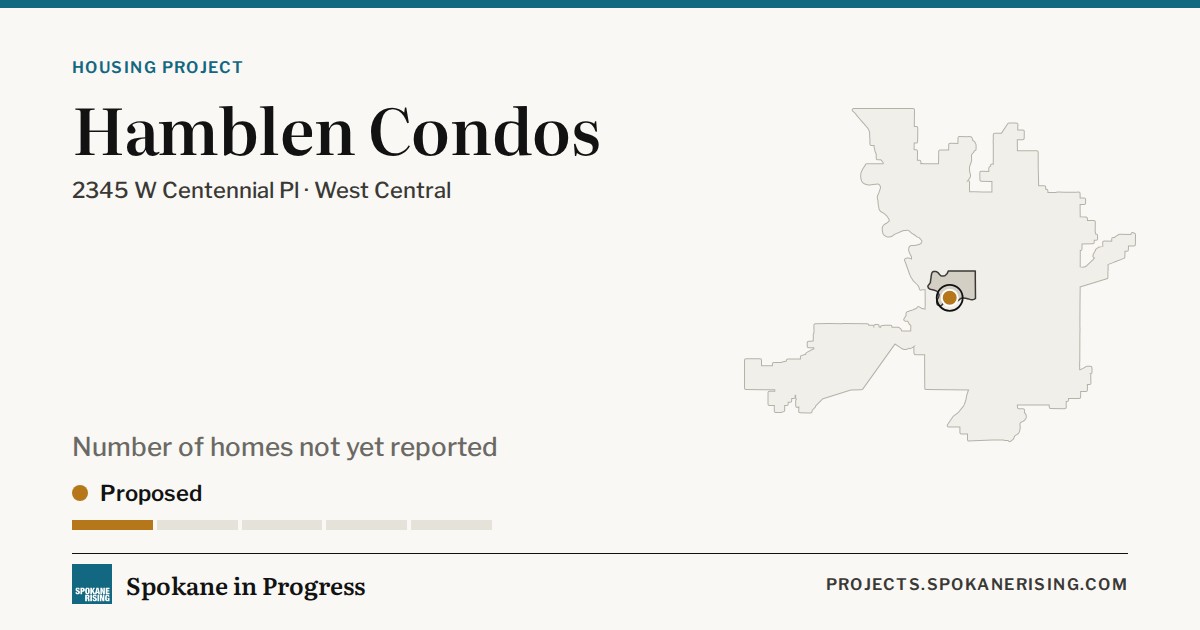 HOUSING PROJECT
Hamblen Condos
2345 W Centennial Pl · West Central
Number of homes not yet reported
Proposed
SPOKANE
RISING
Spokane in Progress
PROJECTS.SPOKANERISING.COM